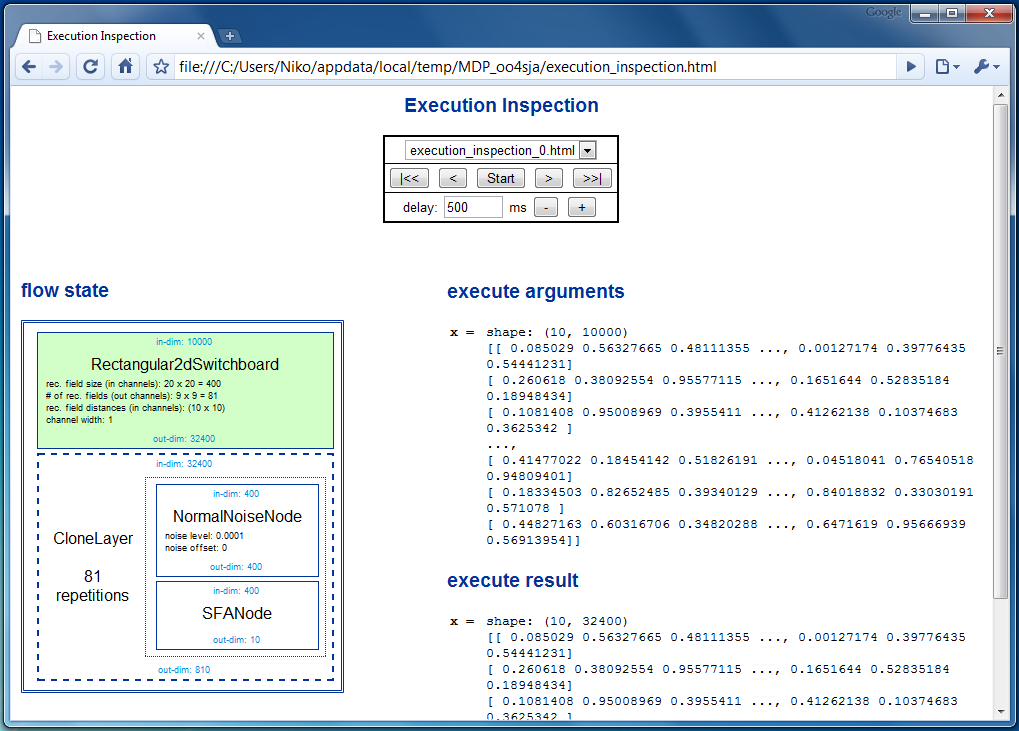 Google
Execution Inspection
file:///C:/Users/Niko/appdata/local/temp/MDP_oo4sja/execution_inspection.html
Execution Inspection
execution_inspection_0.html
|<< < Start > >>|
delay: 500 ms - +
flow state
in-dim: 10000
Rectangular2dSwitchboard
rec. field size (in channels): 20 x 20 = 400
# of rec. fields (out channels): 9 x 9 = 81
rec. field distances (in channels): (10 x 10)
channel width: 1
out-dim: 32400
in-dim: 32400
CloneLayer
81
repetitions
in-dim: 400
NormalNoiseNode
noise level: 0.0001
noise offset: 0
out-dim: 400
in-dim: 400
SFANode
out-dim: 10
out-dim: 810
execute arguments
x = shape: (10, 10000)
[[ 0.085029 0.56327665 0.48111355 ..., 0.00127174 0.39776435
0.54441231]
[ 0.260618 0.38092554 0.95577115 ..., 0.1651644 0.52835184
0.18948434]
[ 0.1081408 0.95008969 0.3955411 ..., 0.41262138 0.10374683
0.3625342 ]
...,
[ 0.41477022 0.18454142 0.51826191 ..., 0.04518041 0.76540518
0.94809401]
[ 0.18334503 0.82652485 0.39340129 ..., 0.84018832 0.33030191
0.571078 ]
[ 0.44827163 0.60316706 0.34820288 ..., 0.6471619 0.95666939
0.56913954]]
execute result
x = shape: (10, 32400)
[[ 0.085029 0.56327665 0.48111355 ..., 0.00127174 0.39776435
0.54441231]
[ 0.260618 0.38092554 0.95577115 ..., 0.1651644 0.52835184
0.18948434]
[ 0.1081408 0.95008969 0.3955411 ..., 0.41262138 0.10374683
0.3625342 ]